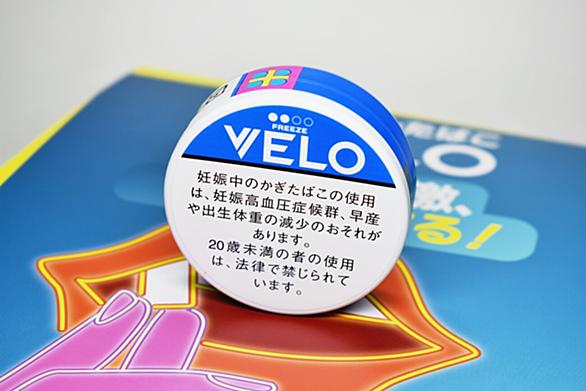 FREEZE
VELO
妊娠中のかぎたばこの使用
は、妊娠高血圧症候群、早産
や出生体重の減少のおそれが
あります。
20歳未満の者の使用
は、法律で禁じられて
います。
る！